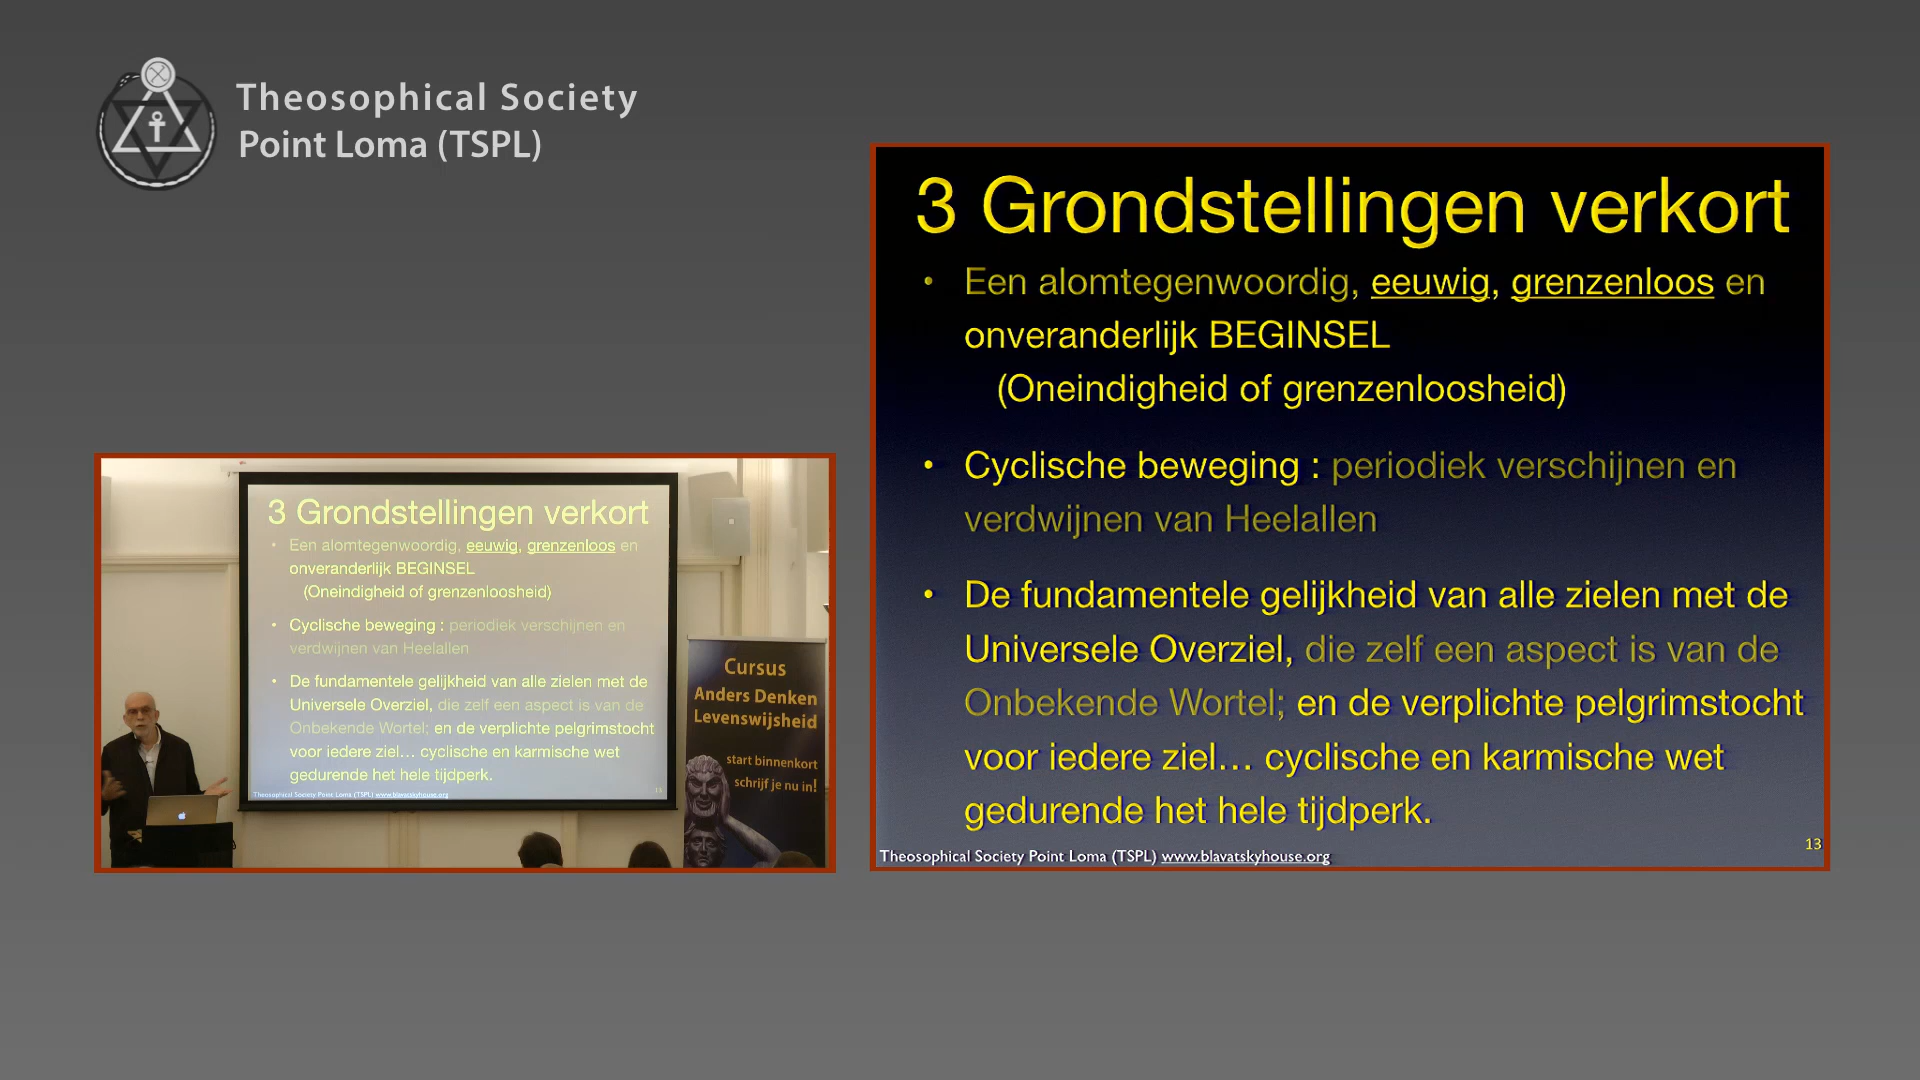 Theosophical Society
Point Loma (TSPL)
3 Grondstellingen verkort
• Een alomtegenwoordig, eeuwig, grenzenloos en
onveranderlijk BEGINSEL
(Oneindigheid of grenzenloosheid)
• Cyclische beweging : periodiek verschijnen en
verdwijnen van Heelallen
• De fundamentele gelijkheid van alle zielen met de
Universele Overziel, die zelf een aspect is van de
Onbekende Wortel; en de verplichte pelgrimstocht
voor iedere ziel... cyclische en karmische wet
gedurende het hele tijdperk.
Theosophical Society Point Loma (TSPL) www.blavatskyhouse.org
13
3 Grondstellingen verkort
• Een alomtegenwoordig, eeuwig, grenzenloos en
onveranderlijk BEGINSEL
(Oneindigheid of grenzenloosheid)
• Cyclische beweging : periodiek verschijnen en
verdwijnen van Heelallen
• De fundamentele gelijkheid van alle zielen met de
Universele Overziel, die zelf een aspect is van de
Onbekende Wortel; en de verplichte pelgrimstocht
voor iedere ziel... cyclische en karmische wet
gedurende het hele tijdperk.
Theosophical Society Point Loma (TSPL) www.blavatskyhouse.org
13
Cursus
Anders Denken
Levenswijsheid
start binnenkort
schrijf je nu in!